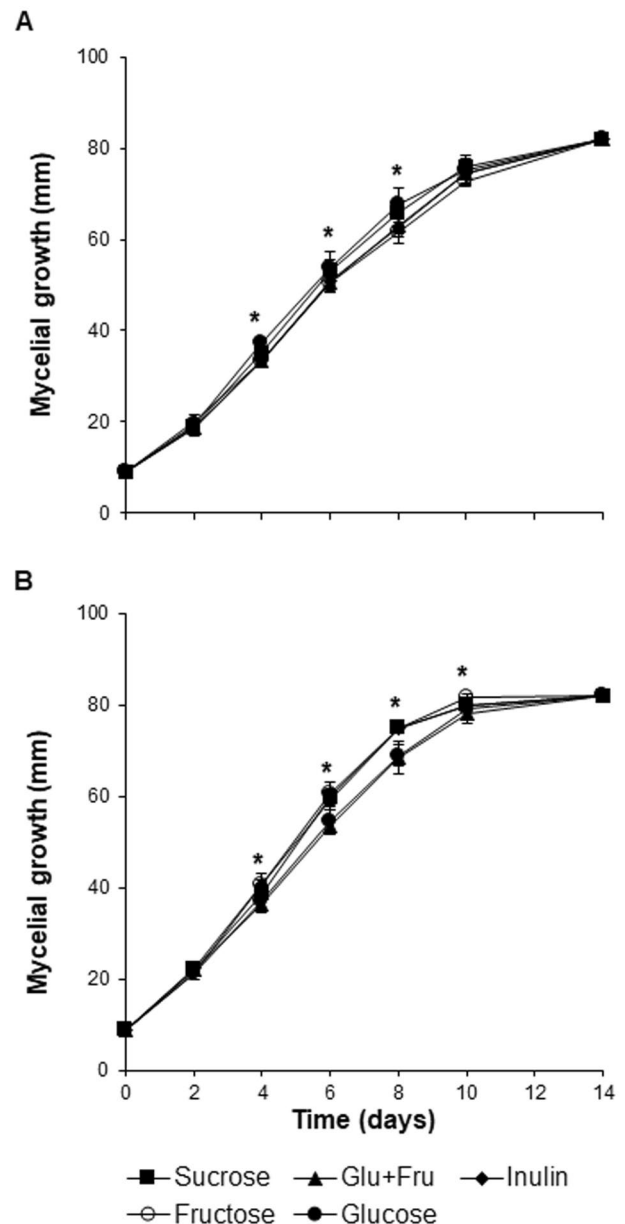 A
100
*
80
*
60
*
40
20
0
Mycelial growth (mm)
B
100
*
80
*
*
60
*
40
20
0
Mycelial growth (mm)
0 2 4 6 8 10 12 14
Time (days)
Sucrose Glu+Fru Inulin
Fructose Glucose